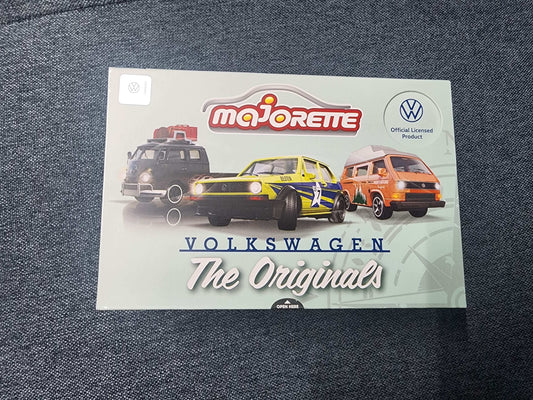 majORETTE
Official Licensed
Product
VOLKSWAGEN
The Originals
OPEN HERE